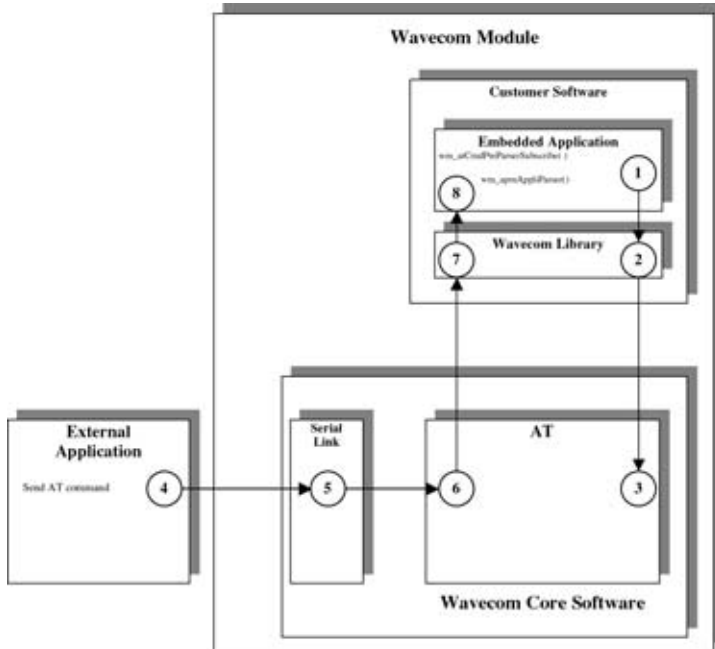 Wavecom Module
Customer Software
Embedded Application
wm_atCmdPreParserSubscribe( )
1
wm_apmAppliParser()
8
Wavecom Library
7
2
External
Application
Serial
Link
AT
Send AT command
4
5
6
3
Wavecom Core Software